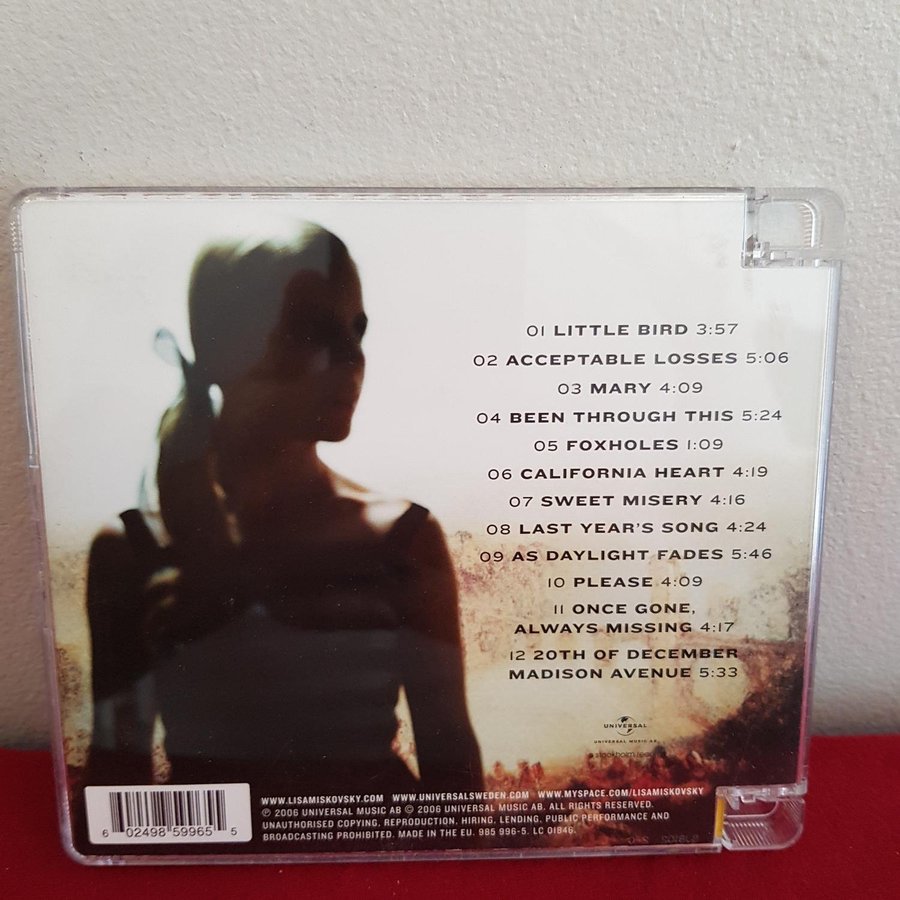 01 LITTLE BIRD 3:57
02 ACCEPTABLE LOSSES 5:06
03 MARY 4:09
04 BEEN THROUGH THIS 5:24
05 FOXHOLES 1:09
06 CALIFORNIA HEART 4:19
07 SWEET MISERY 4:16
08 LAST YEAR'S SONG 4:24
09 AS DAYLIGHT FADES 5:46
10 PLEASE 4:09
11 ONCE GONE,
ALWAYS MISSING 4:17
12 20TH OF DECEMBER
MADISON AVENUE 5:33
UNIVERSAL
UNIVERSAL MUSIC AB
stockholm
WWW.LISAMISKOVSKY.COM WWW.UNIVERSALSWEDEN.COM WWW.MYSPACE.COM/LISAMISKOVSKY
℗ 2006 UNIVERSAL MUSIC AB © 2006 UNIVERSAL MUSIC AB. ALL RIGHTS RESERVED.
UNAUTHORISED COPYING, REPRODUCTION, HIRING, LENDING, PUBLIC PERFORMANCE AND
BROADCASTING PROHIBITED. MADE IN THE EU. 985 996-5. LC 01846.
6 02498 59965 5